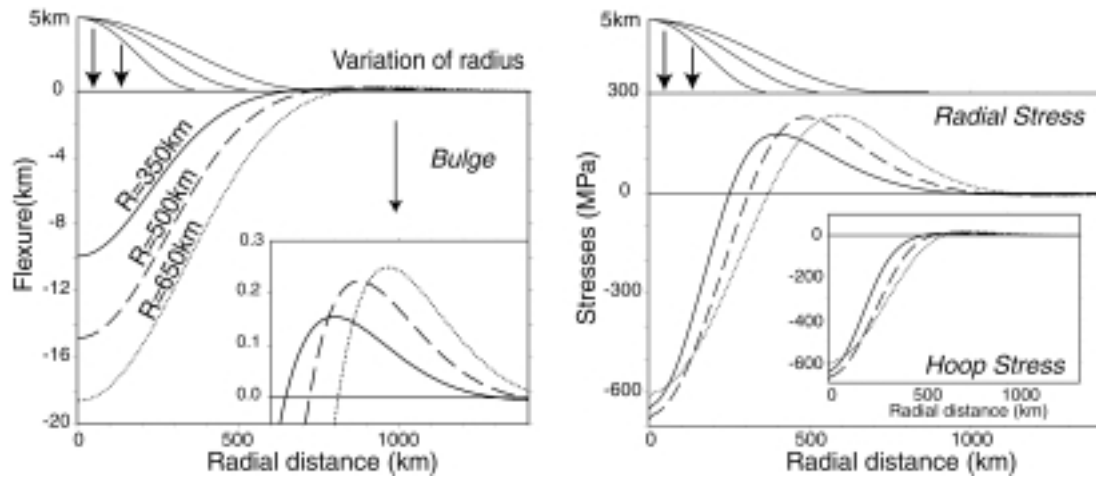 5km
Variation of radius
0
-4
-8
-12
-16
-20
Flexure(km)
R=350km
R=500km
R=650km
Bulge
0.3
0.2
0.1
0.0
0
500
1000
Radial distance (km)
5km
300
0
-300
-600
Stresses (MPa)
Radial Stress
0
-200
-400
-600
Hoop Stress
0
500
1000
Radial distance (km)
0
500
1000
Radial distance (km)